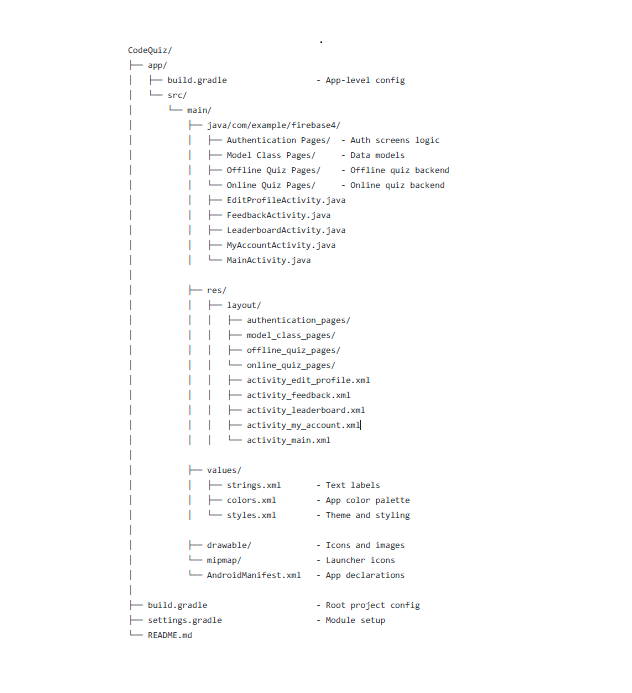 .
CodeQuiz/
├── app/
│   ├── build.gradle                  - App-level config
│   └── src/
│       └── main/
│           ├── java/com/example/firebase4/
│           │   ├── Authentication Pages/  - Auth screens logic
│           │   ├── Model Class Pages/     - Data models
│           │   ├── Offline Quiz Pages/    - Offline quiz backend
│           │   └── Online Quiz Pages/     - Online quiz backend
│           │   ├── EditProfileActivity.java
│           │   ├── FeedbackActivity.java
│           │   ├── LeaderboardActivity.java
│           │   ├── MyAccountActivity.java
│           │   └── MainActivity.java
│
│           ├── res/
│           │   ├── layout/
│           │   │   ├── authentication_pages/
│           │   │   ├── model_class_pages/
│           │   │   ├── offline_quiz_pages/
│           │   │   └── online_quiz_pages/
│           │   │   ├── activity_edit_profile.xml
│           │   │   ├── activity_feedback.xml
│           │   │   ├── activity_leaderboard.xml
│           │   │   ├── activity_my_account.xml
│           │   │   └── activity_main.xml
│
│           ├── values/
│           │   ├── strings.xml       - Text labels
│           │   ├── colors.xml        - App color palette
│           │   └── styles.xml        - Theme and styling
│
│           ├── drawable/             - Icons and images
│           └── mipmap/               - Launcher icons
│           └── AndroidManifest.xml   - App declarations
│
├── build.gradle                      - Root project config
├── settings.gradle                   - Module setup
└── README.md